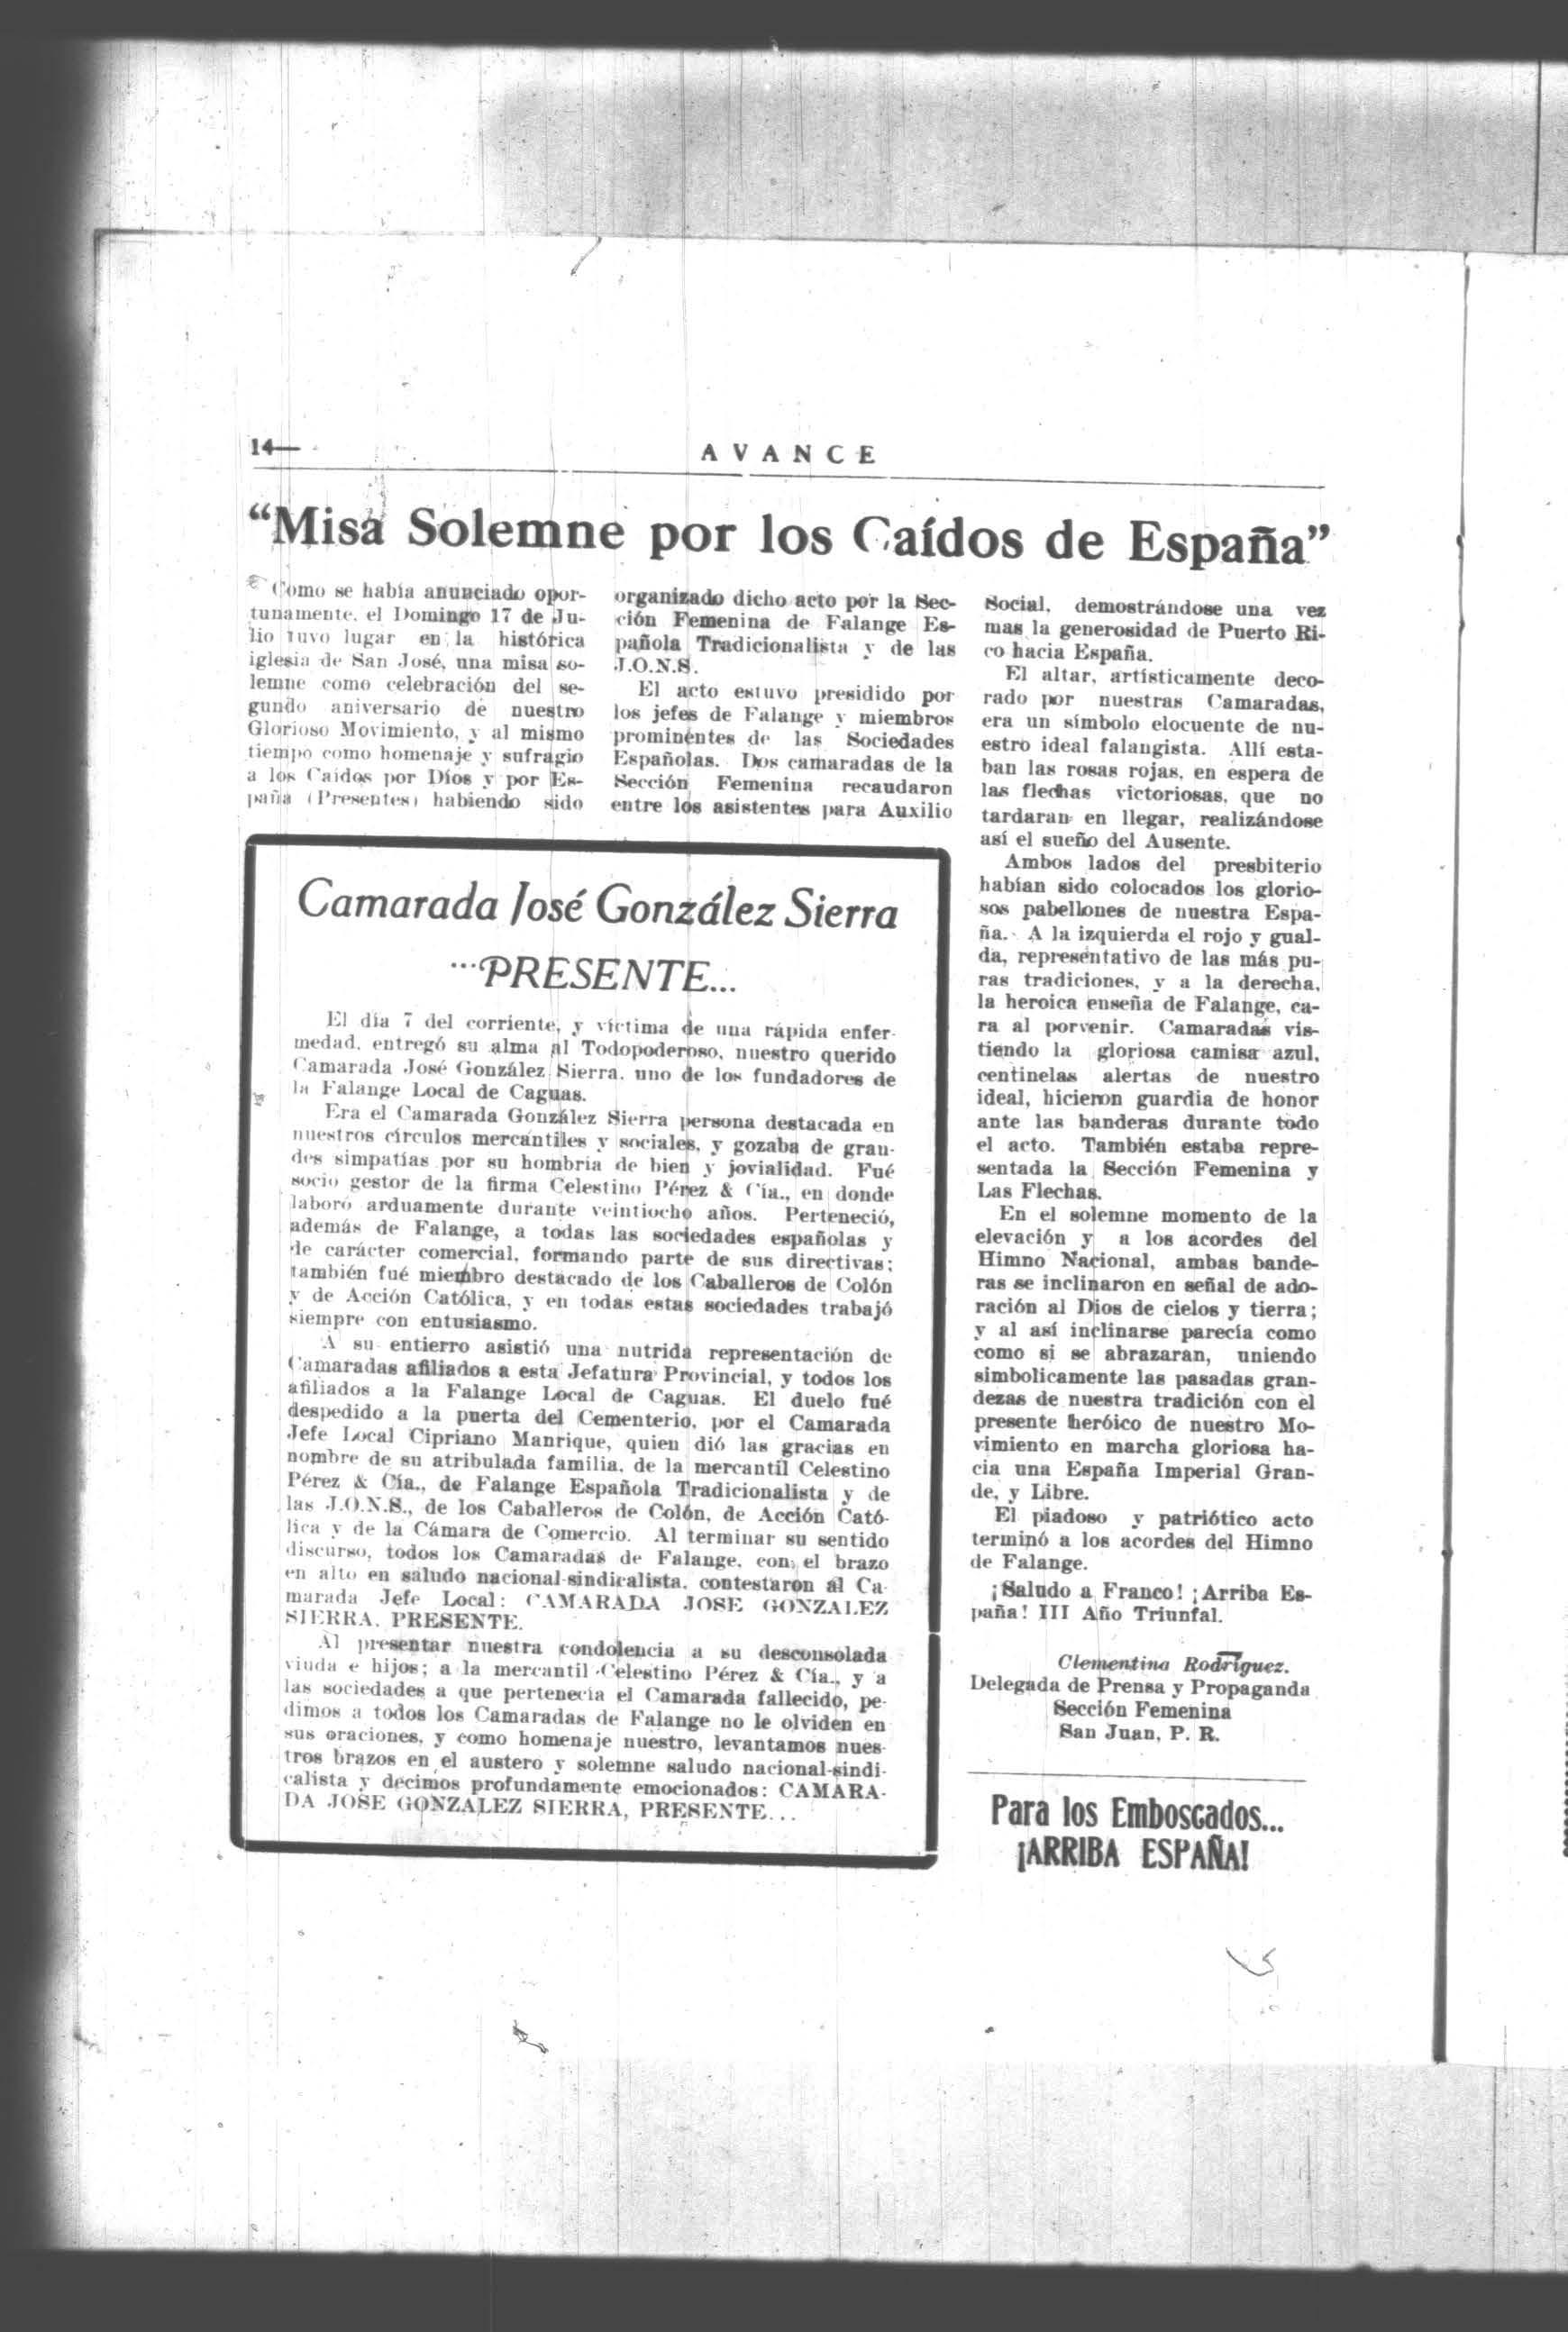 14—
AVANCE
“Misa Solemne por los Caídos de España”
Como se había anunciado opor-
tunamente, el Domingo 17 de Ju-
lio tuvo lugar en la histórica
iglesia de San José, una misa so-
lemne como celebración del se-
gundo aniversario de nuestro
Glorioso Movimiento, y al mismo
tiempo como homenaje y sufragio
a los Caidos por Dios y por Es-
paña (Presentes) habiendo sido
organizado dicho acto por la Sec-
ción Femenina de Falange Es-
pañola Tradicionalista y de las
J.O.N.S.
El acto estuvo presidido por
los jefes de Falange y miembros
prominentes de las Sociedades
Españolas. Dos camaradas de la
Sección Femenina recaudaron
entre los asistentes para Auxilio
Social, demostrándose una vez
mas la generosidad de Puerto Ri-
co hacia España.
El altar, artísticamente deco-
rado por nuestras Camaradas,
era un símbolo elocuente de nu-
estro ideal falangista. Allí esta-
ban las rosas rojas, en espera de
las flechas victoriosas, que no
tardaran en llegar, realizándose
así el sueño del Ausente.
Ambos lados del presbiterio
habían sido colocados los glorio-
sos pabellones de nuestra Espa-
ña. A la izquierda el rojo y gual-
da, representativo de las más pu-
ras tradiciones, y a la derecha,
la heroica enseña de Falange, ca-
ra al porvenir. Camaradas vis-
tiendo la gloriosa camisa azul,
centinelas alertas de nuestro
ideal, hicieron guardia de honor
ante las banderas durante todo
el acto. También estaba repre-
sentada la Sección Femenina y
Las Flechas.
En el solemne momento de la
elevación y a los acordes del
Himno Nacional, ambas bande-
ras se inclinaron en señal de ado-
ración al Dios de cielos y tierra;
y al así inclinarse parecía como
como si se abrazaran, uniendo
simbolicamente las pasadas gran-
dezas de nuestra tradición con el
presente heróico de nuestro Mo-
vimiento en marcha gloriosa ha-
cia una España Imperial Gran-
de, y Libre.
El piadoso y patriótico acto
terminó a los acordes del Himno
de Falange.
¡Saludo a Franco! ¡Arriba Es-
paña! III Año Triunfal.
Clementina Rodríguez.
Delegada de Prensa y Propaganda
Sección Femenina
San Juan, P. R.
Camarada José González Sierra
...PRESENTE...
El día 7 del corriente, y víctima de una rápida enfer-
medad, entregó su alma al Todopoderoso, nuestro querido
Camarada José González Sierra, uno de los fundadores de
la Falange Local de Caguas.
Era el Camarada González Sierra persona destacada en
nuestros círculos mercantiles y sociales, y gozaba de gran-
des simpatías por su hombría de bien y jovialidad. Fué
socio gestor de la firma Celestino Pérez & Cía., en donde
laboró arduamente durante veintiocho años. Perteneció,
además de Falange, a todas las sociedades españolas y
de carácter comercial, formando parte de sus directivas;
también fué miembro destacado de los Caballeros de Colón
y de Acción Católica, y en todas estas sociedades trabajó
siempre con entusiasmo.
A su entierro asistió una nutrida representación de
Camaradas afiliados a esta Jefatura Provincial, y todos los
afiliados a la Falange Local de Caguas. El duelo fué
despedido a la puerta del Cementerio, por el Camarada
Jefe Local Cipriano Manrique, quien dió las gracias en
nombre de su atribulada familia, de la mercantil Celestino
Pérez & Cía., de Falange Española Tradicionalista y de
las J.O.N.S., de los Caballeros de Colón, de Acción Cató-
lica y de la Cámara de Comercio. Al terminar su sentido
discurso, todos los Camaradas de Falange, con el brazo
en alto en saludo nacional-sindicalista, contestaron al Ca-
marada Jefe Local: CAMARADA JOSE GONZALEZ
SIERRA, PRESENTE.
Al presentar nuestra condolencia a su desconsolada
viuda e hijos; a la mercantil Celestino Pérez & Cía., y a
las sociedades a que pertenecía el Camarada fallecido, pe-
dimos a todos los Camaradas de Falange no le olviden en
sus oraciones, y como homenaje nuestro, levantamos nues-
tros brazos en el austero y solemne saludo nacional-sindi-
calista y decimos profundamente emocionados: CAMARA-
DA JOSE GONZALEZ SIERRA, PRESENTE...
Para los Emboscados...
¡ARRIBA ESPAÑA!